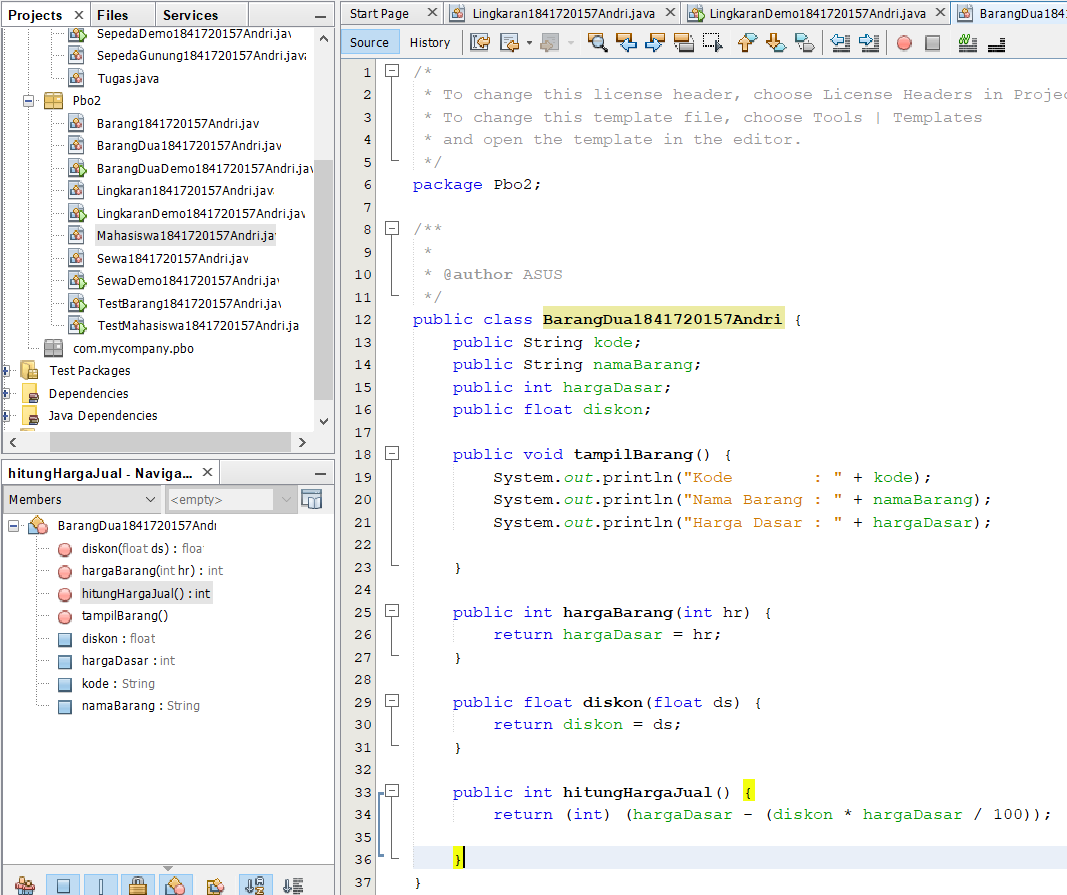 Projects
Files
Services
SepedaDemo1841720157Andri.jav
SepedaGunung1841720157Andri.java
Tugas.java
Pbo2
Barang1841720157Andri.jav
BarangDua1841720157Andri.jav
BarangDuaDemo1841720157Andri.jav
Lingkaran1841720157Andri.jav
LingkaranDemo1841720157Andri.jav
Mahasiswa1841720157Andri.jav
Sewa1841720157Andri.jav
SewaDemo1841720157Andri.jav
TestBarang1841720157Andri.jav
TestMahasiswa1841720157Andri.ja
com.mycompany.pbo
Test Packages
Dependencies
Java Dependencies
hitungHargaJual - Naviga...
Members
<empty>
BarangDua1841720157Andri
diskon(float ds) : float
hargaBarang(int hr) : int
hitungHargaJual() : int
tampilBarang()
diskon : float
hargaDasar : int
kode : String
namaBarang : String
Start Page
Lingkaran1841720157Andri.java
LingkaranDemo1841720157Andri.java
BarangDua1841
Source
History
1 /*
2 * To change this license header, choose License Headers in Projec
3 * To change this template file, choose Tools | Templates
4 * and open the template in the editor.
5 */
6 package Pbo2;
7
8 /**
9 *
10 * @author ASUS
11 */
12 public class BarangDua1841720157Andri {
13 public String kode;
14 public String namaBarang;
15 public int hargaDasar;
16 public float diskon;
17
18 public void tampilBarang() {
19 System.out.println("Kode        : " + kode);
20 System.out.println("Nama Barang : " + namaBarang);
21 System.out.println("Harga Dasar : " + hargaDasar);
22
23 }
24
25 public int hargaBarang(int hr) {
26 return hargaDasar = hr;
27 }
28
29 public float diskon(float ds) {
30 return diskon = ds;
31 }
32
33 public int hitungHargaJual() {
34 return (int) (hargaDasar - (diskon * hargaDasar / 100));
35
36 }
37 }